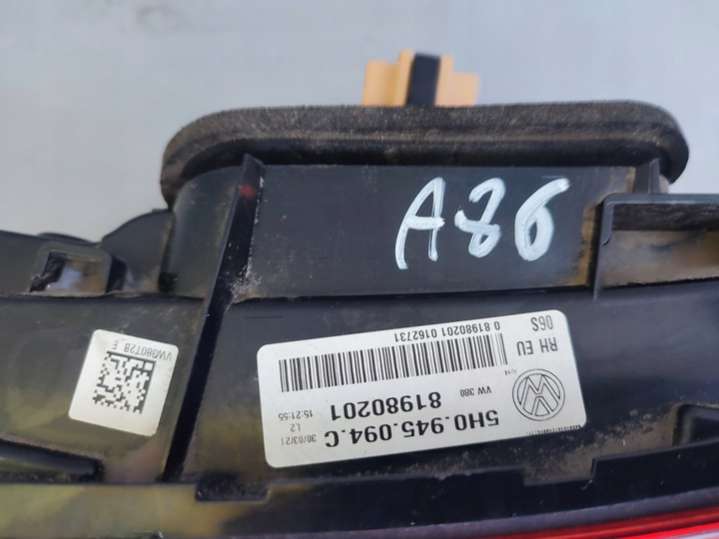 A86
VW380T2B_E
0 81980201 0162731
06S
RH EU
VW 380
81980201
15:21:55
5H0.945.094.C
L2
30/03/21